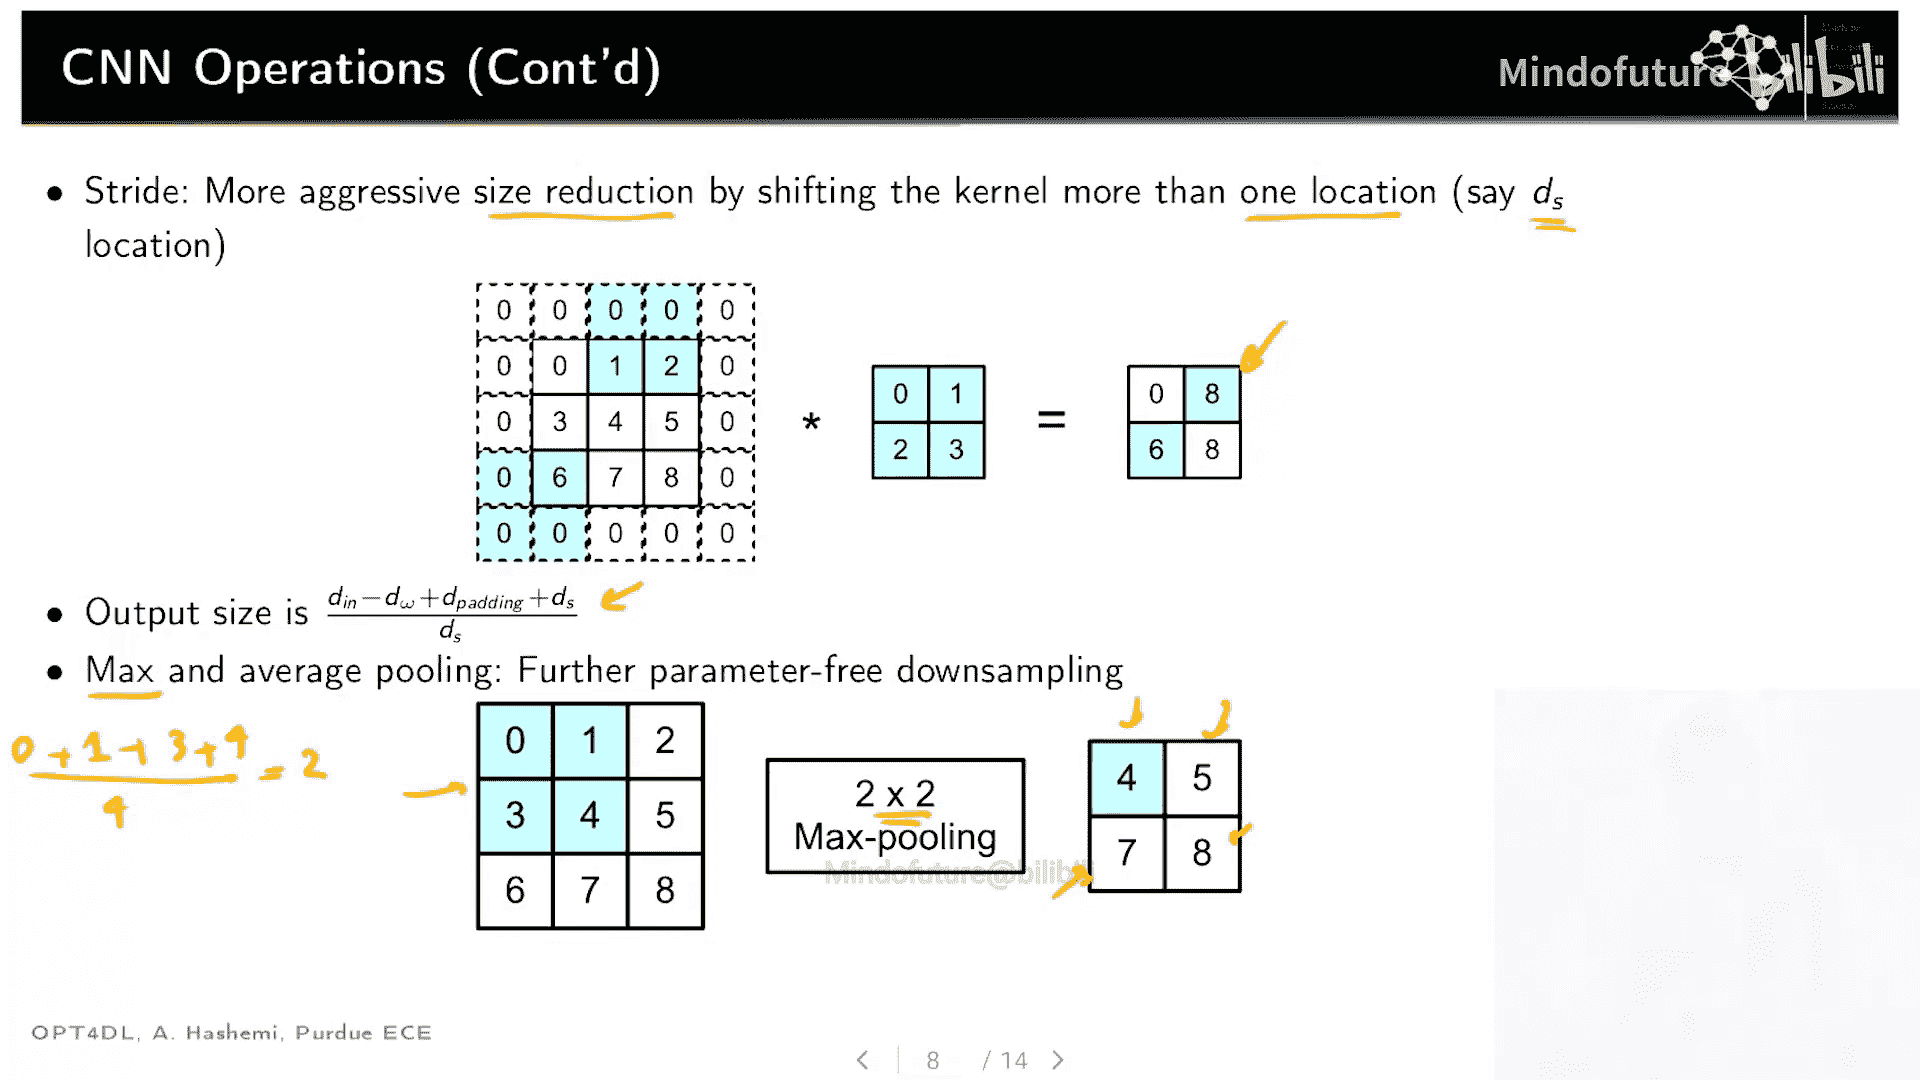 CNN Operations (Cont'd)
Mindofuture bilibili
• Stride: More aggressive size reduction by shifting the kernel more than one location (say d_s
location)
0 0 0 0 0
0 0 1 2 0
0 3 4 5 0
0 6 7 8 0
0 0 0 0 0
*
0 1
2 3
=
0 8
6 8
• Output size is (d_in − d_ω + d_padding + d_s) / d_s
• Max and average pooling: Further parameter-free downsampling
0 + 1 + 3 + 4
4
= 2
0 1 2
3 4 5
6 7 8
2 x 2
Max-pooling
Mindofuture@bilibili
4 5
7 8
OPT4DL, A. Hashemi, Purdue ECE
< 8 / 14 >